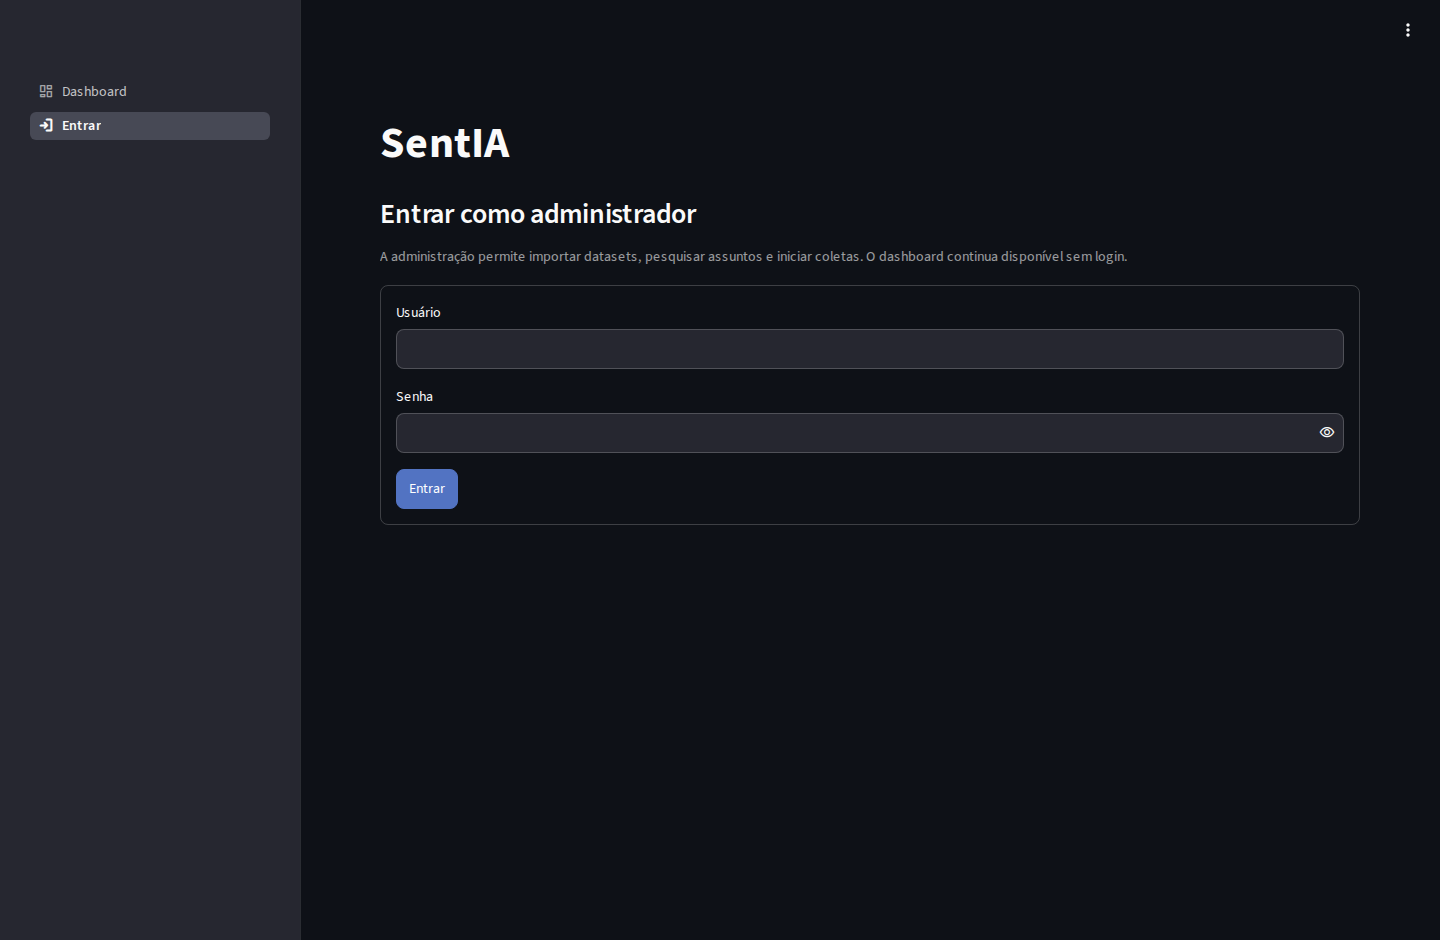 Dashboard
Entrar
SentIA
Entrar como administrador
A administração permite importar datasets, pesquisar assuntos e iniciar coletas. O dashboard continua disponível sem login.
Usuário
Senha
Entrar